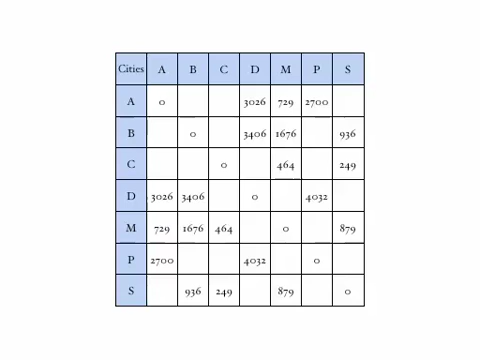 Cities A B C D M P S
A 0 3026 729 2700
B 0 3406 1676 936
C 0 464 249
D 3026 3406 0 4032
M 729 1676 464 0 879
P 2700 4032 0
S 936 249 879 0